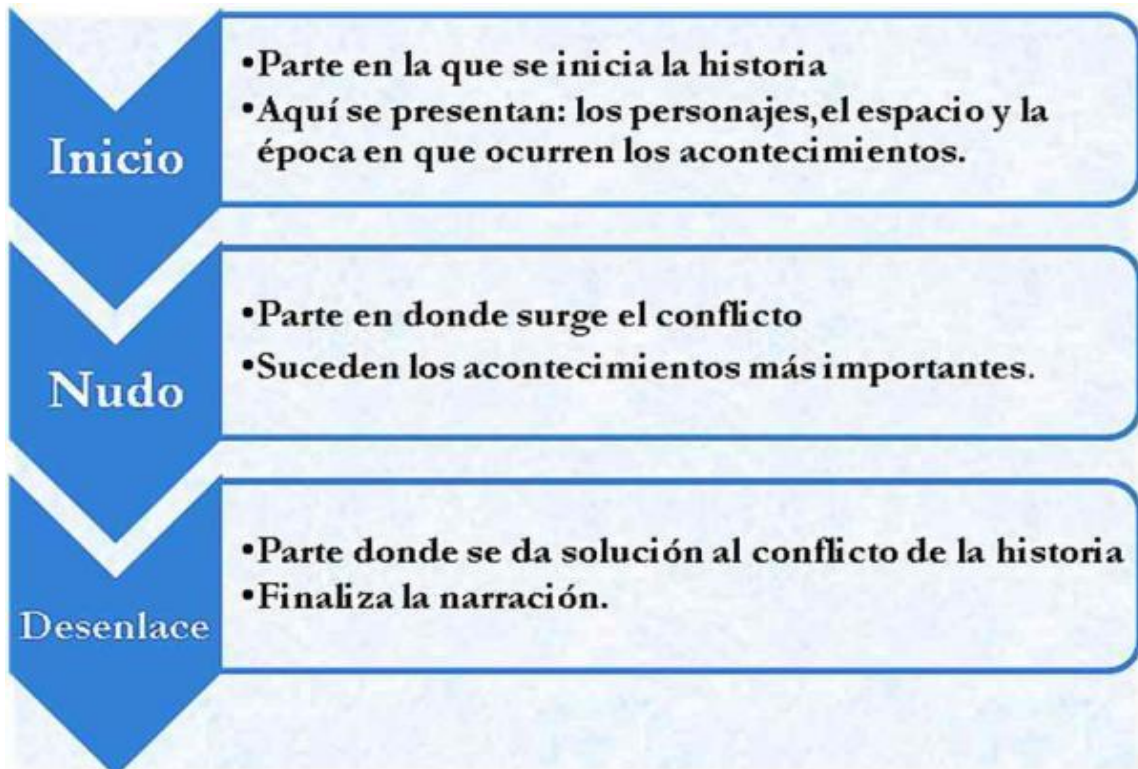 Inicio
•Parte en la que se inicia la historia
•Aquí se presentan: los personajes,el espacio y la
época en que ocurren los acontecimientos.
Nudo
•Parte en donde surge el conflicto
•Suceden los acontecimientos más importantes.
Desenlace
•Parte donde se da solución al conflicto de la historia
•Finaliza la narración.